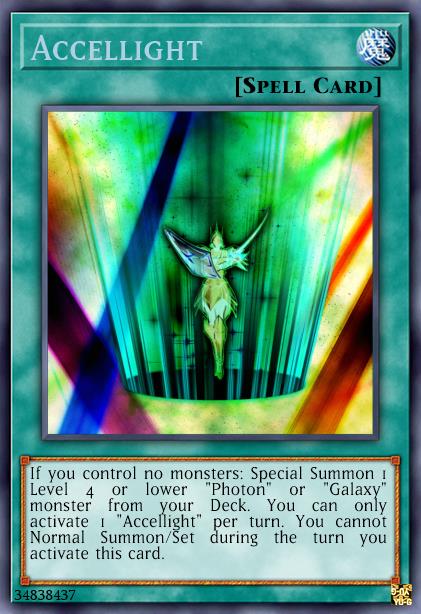 ACCELLIGHT
魔
[SPELL CARD]
If you control no monsters: Special Summon 1
Level 4 or lower "Photon" or "Galaxy"
monster from your Deck. You can only
activate 1 "Accellight" per turn. You cannot
Normal Summon/Set during the turn you
activate this card.
34838437